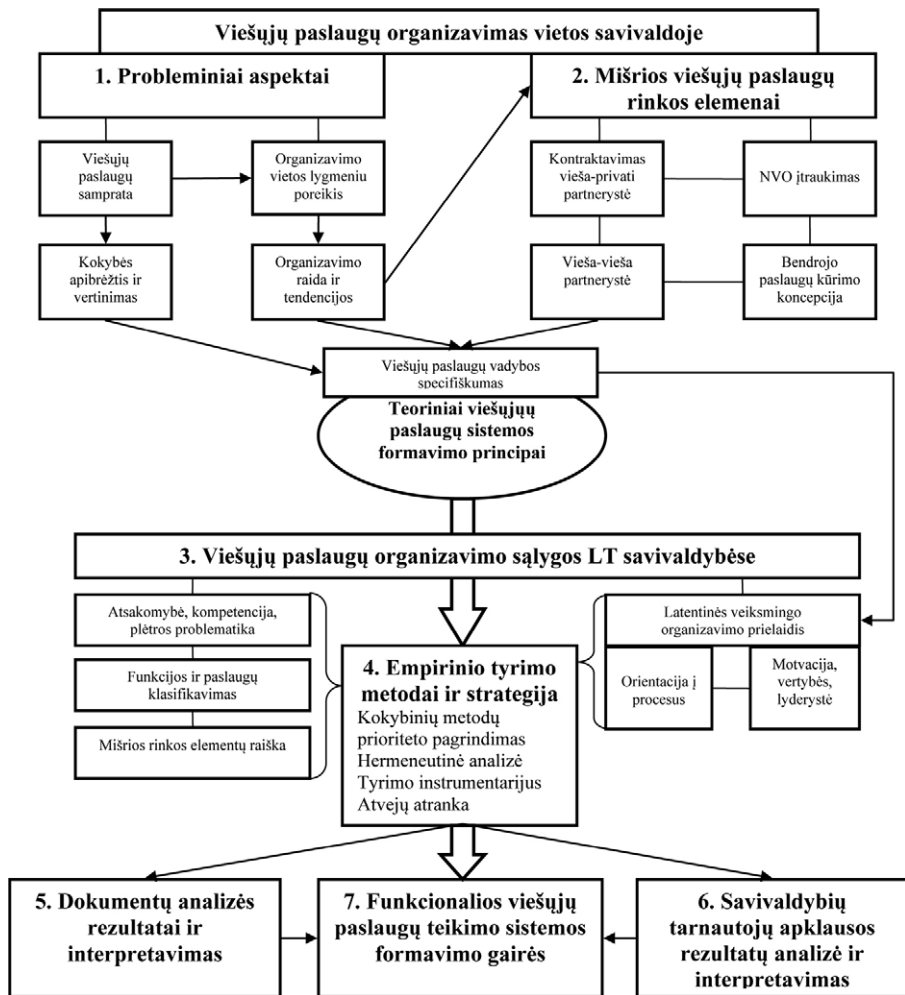 Viešųjų paslaugų organizavimas vietos savivaldoje
1. Probleminiai aspektai
2. Mišrios viešųjų paslaugų
rinkos elemenai
Viešųjų
paslaugų
samprata
Organizavimo
vietos lygmeniu
poreikis
Kontraktavimas
vieša-privati
partnerystė
NVO įtraukimas
Kokybės
apibrėžtis ir
vertinimas
Organizavimo
raida ir
tendencijos
Vieša-vieša
partnerystė
Bendrojo
paslaugų kūrimo
koncepcija
Viešųjų paslaugų vadybos
specifiškumas
Teoriniai viešųjųų
paslaugų sistemos
formavimo principai
3. Viešųjų paslaugų organizavimo sąlygos LT savivaldybėse
Atsakomybė, kompetencija,
plėtros problematika
Funkcijos ir paslaugų
klasifikavimas
Mišrios rinkos elementų raiška
4. Empirinio tyrimo
metodai ir strategija
Kokybinių metodų
prioriteto pagrindimas
Hermeneutinė analizė
Tyrimo instrumentarijus
Atvejų atranka
Latentinės veiksmingo
organizavimo prielaidis
Orientacija į
procesus
Motvacija,
vertybės,
lyderystė
5. Dokumentų analizės
rezultatai ir
interpretavimas
7. Funkcionalios viešųjų
paslaugų teikimo sistemos
formavimo gairės
6. Savivaldybių
tarnautojų apklausos
rezultatų analizė ir
interpretavimas